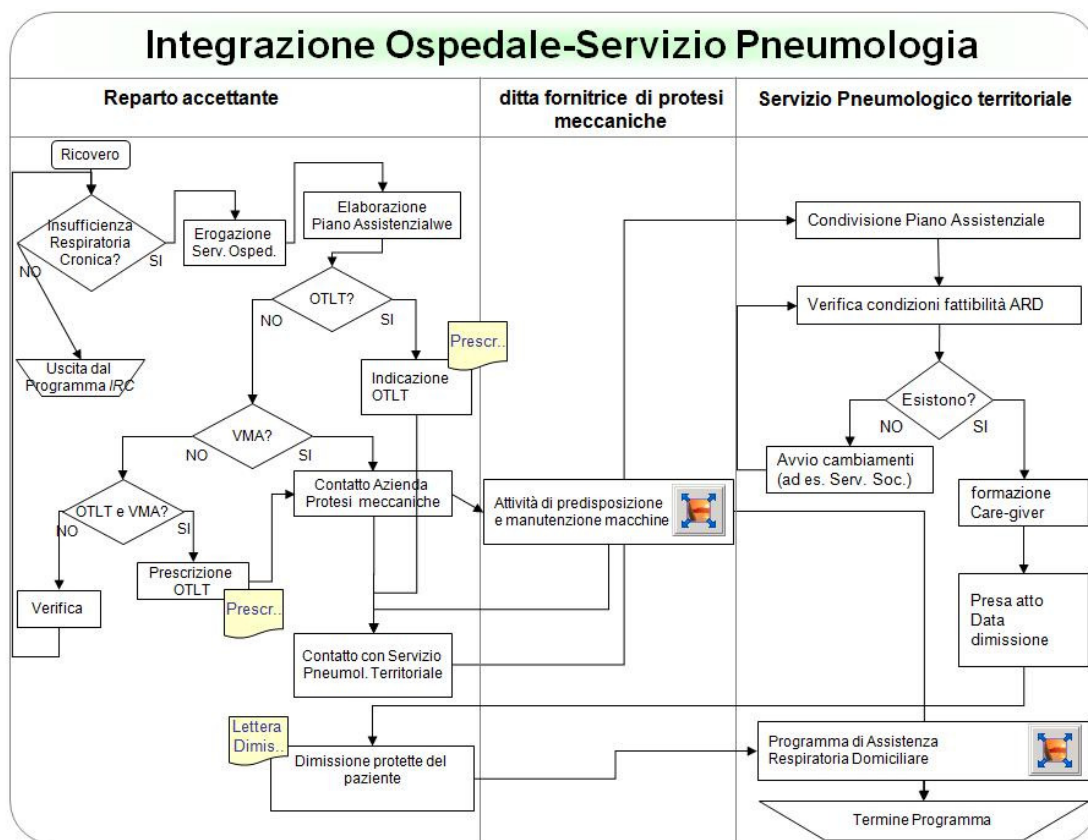 Integrazione Ospedale-Servizio Pneumologia
Reparto accettante
ditta fornitrice di protesi
meccaniche
Servizio Pneumologico territoriale
Ricovero
Insufficienza
Respiratoria
Cronica?
NO
SI
Erogazione
Serv. Osped.
Elaborazione
Piano Assistenzialwe
Condivisione Piano Assistenziale
OTLT?
NO
SI
Prescr..
Verifica condizioni fattibilità ARD
Uscita dal
Programma IRC
Indicazione
OTLT
Esistono?
NO
SI
VMA?
NO
SI
Avvio cambiamenti
(ad es. Serv. Soc.)
Contatto Azienda
Protesi meccaniche
Attività di predisposizione
e manutenzione macchine
formazione
Care-giver
OTLT e VMA?
NO
SI
Prescrizione
OTLT
Prescr..
Verifica
Presa atto
Data
dimissione
Contatto con Servizio
Pneumol. Territoriale
Lettera
Dimis..
Dimissione protette del
paziente
Programma di Assistenza
Respiratoria Domiciliare
Termine Programma